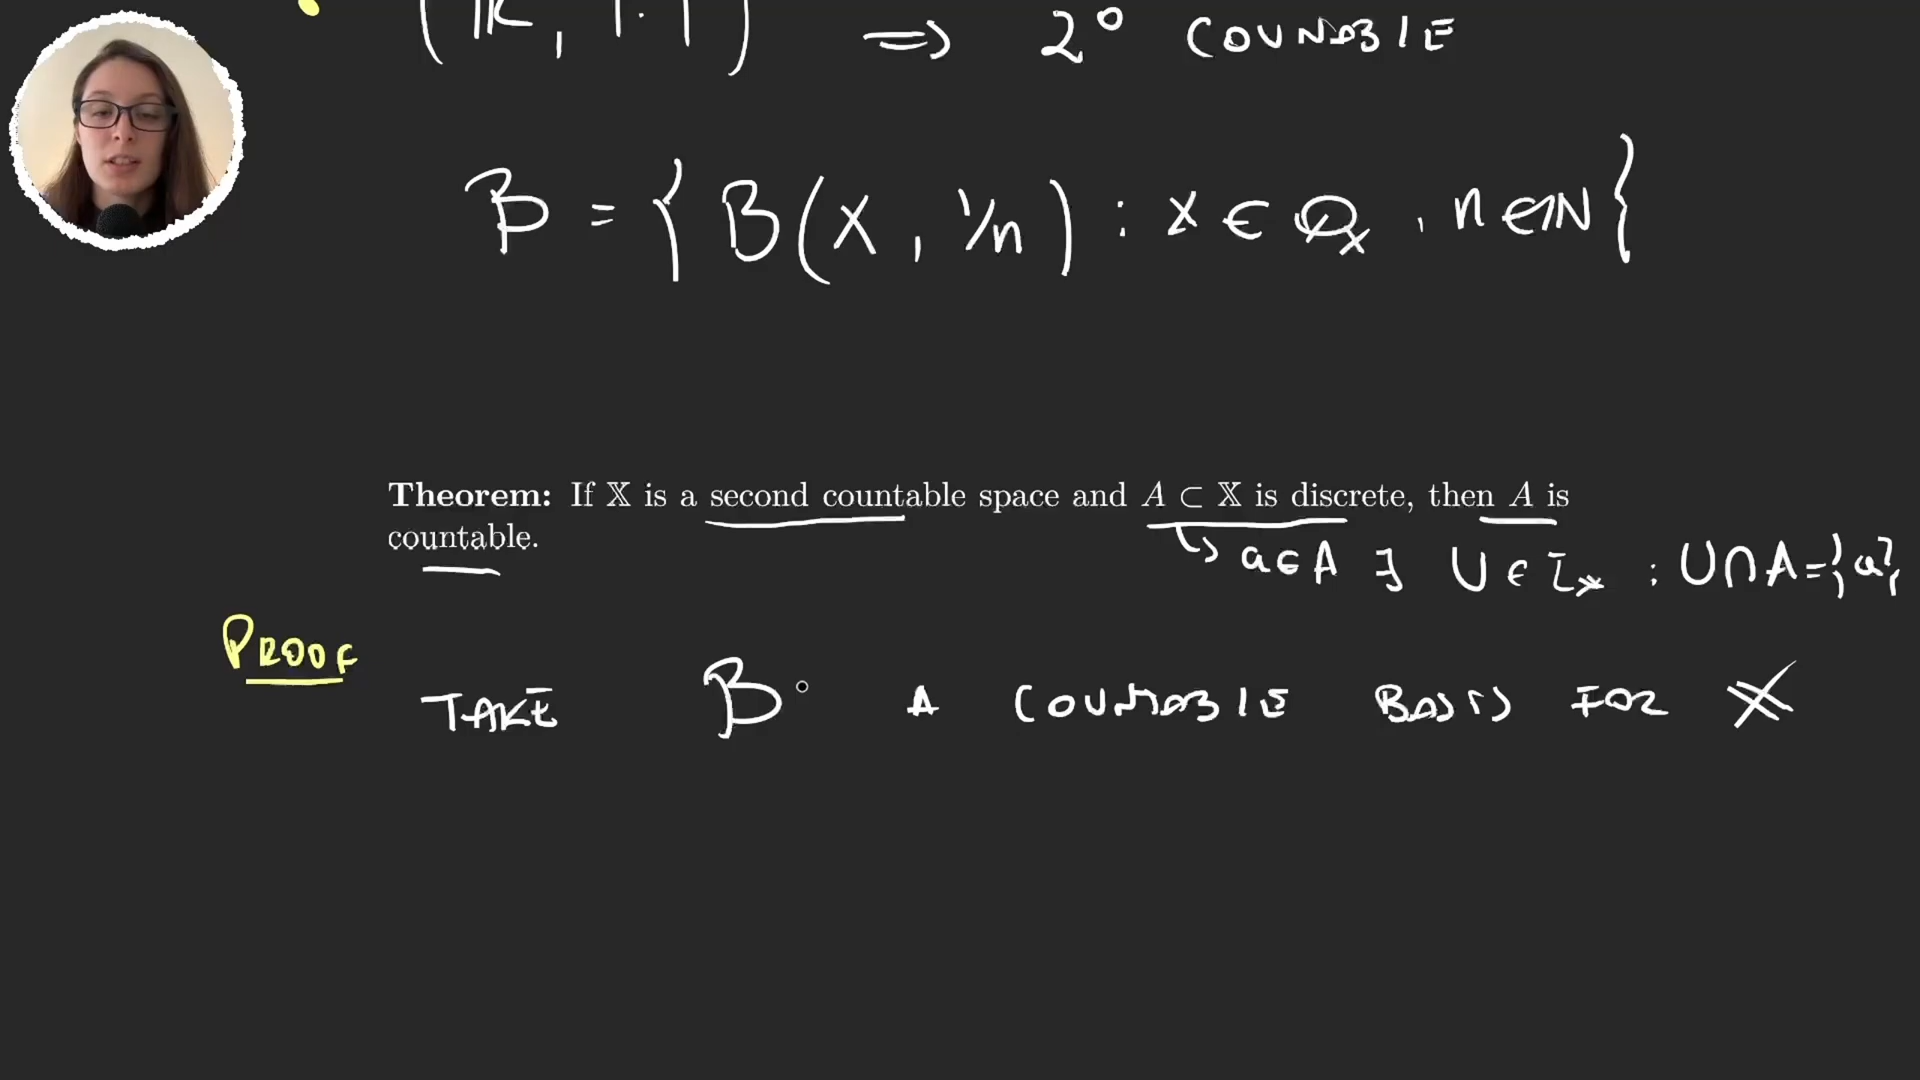 (ℝ, |·|) ⟹ 2° COUNTABLE
B = { B(x, 1/n) : x ∈ Q, n ∈ ℕ }
Theorem: If 𝕏 is a second countable space and A ⊂ 𝕏 is discrete, then A is
countable.
↳ a ∈ A ∃ U ∈ τ_𝕏 : U ∩ A = {a}
PROOF
TAKE B A COUNTABLE BASIS FOR 𝕏